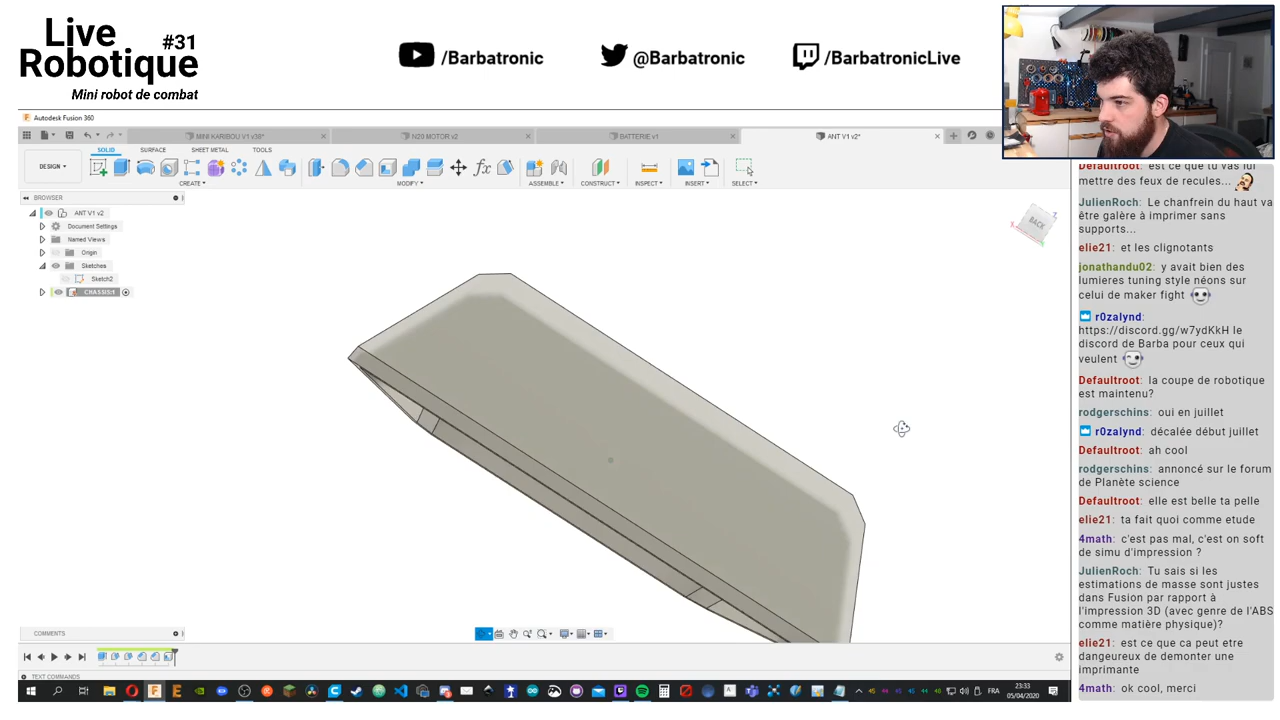 Live
Robotique
#31
Mini robot de combat
/Barbatronic
@Barbatronic
/BarbatronicLive
Autodesk Fusion 360
MINI KARIBOU V1 v38*
N20 MOTOR v2
BATTERIE v1
ANT V1 v2*
DESIGN
SOLID
SURFACE
SHEET METAL
TOOLS
CREATE
MODIFY
ASSEMBLE
CONSTRUCT
INSPECT
INSERT
SELECT
BROWSER
ANT V1 v2
Document Settings
Named Views
Origin
Sketches
Sketch2
CHASSIS:1
BACK
COMMENTS
TEXT COMMANDS
Defaultroot: est ce que tu vas lui
mettre des feux de recules...
JulienRoch: Le chanfrein du haut va
être galère à imprimer sans
supports...
elie21: et les clignotants
jonathandu02: y avait bien des
lumieres tuning style néons sur
celui de maker fight
r0zalynd:
https://discord.gg/w7ydKkH le
discord de Barba pour ceux qui
veulent
Defaultroot: la coupe de robotique
est maintenu?
rodgerschins: oui en juillet
r0zalynd: décalée début juillet
Defaultroot: ah cool
rodgerschins: annoncé sur le forum
de Planète science
Defaultroot: elle est belle ta pelle
elie21: ta fait quoi comme etude
4math: c'est pas mal, c'est on soft
de simu d'impression ?
JulienRoch: Tu sais si les
estimations de masse sont justes
dans Fusion par rapport à
l'impression 3D (avec genre de l'ABS
comme matière physique)?
elie21: est ce que ca peut etre
dangeureux de demonter une
imprimante
4math: ok cool, merci
FRA
23:33
05/04/2020